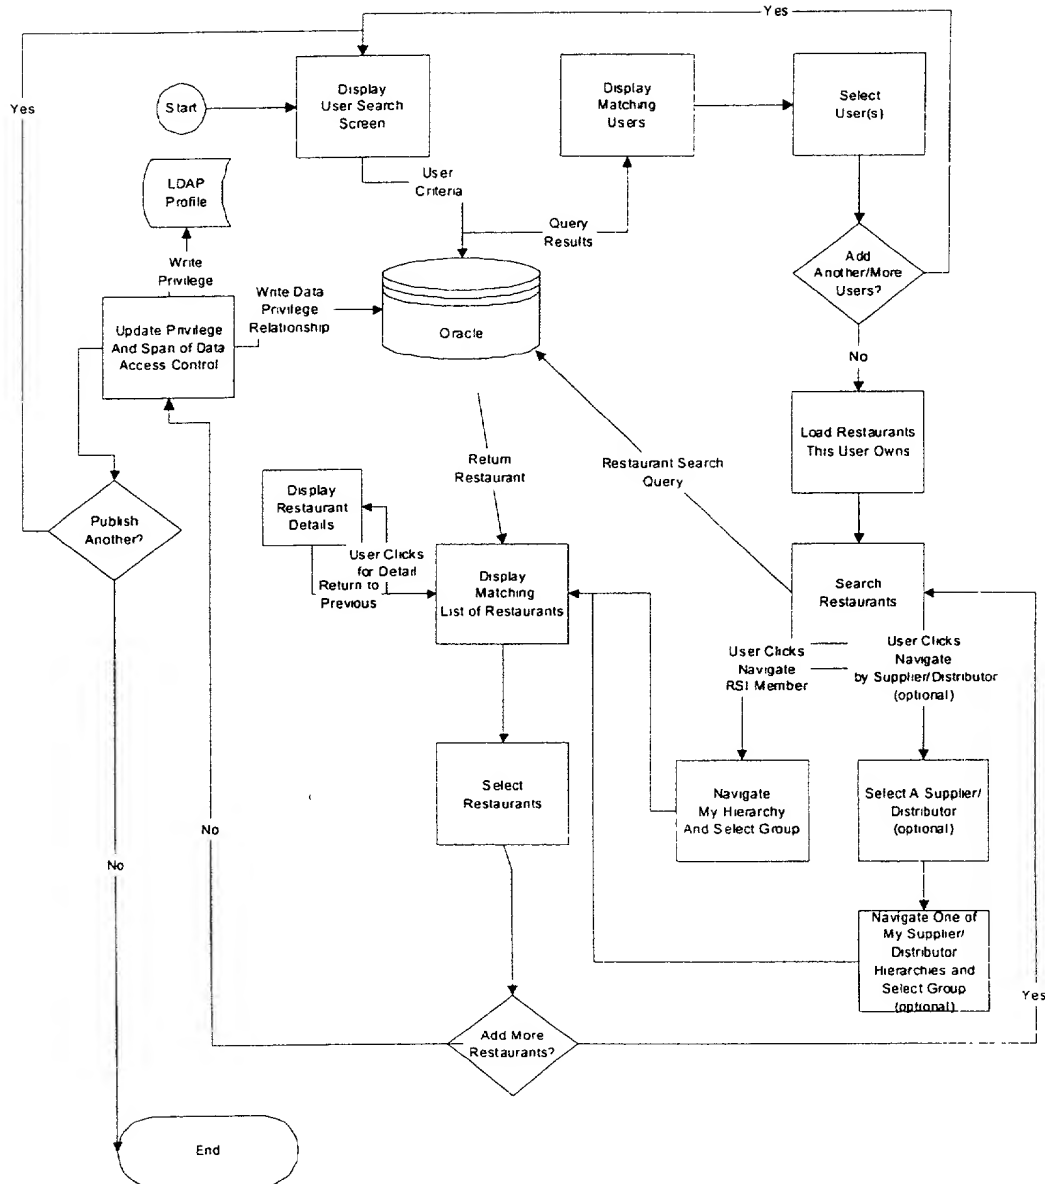 Yes
Yes
Start
Display
User Search
Screen
Display
Matching
Users
Select
User(s)
LDAP
Profile
User
Criteria
Query
Results
Add
Another/More
Users?
Write
Privilege
Write Data
Privilege
Relationship
Update Privilege
And Span of Data
Access Control
Oracle
No
Load Restaurants
This User Owns
Return
Restaurant
Restaurant Search
Query
Display
Restaurant
Details
Publish
Another?
User Clicks
for Detail
Return to
Previous
Display
Matching
List of Restaurants
Search
Restaurants
User Clicks
Navigate
RSI Member
User Clicks
Navigate
by Supplier/Distributor
(optional)
Select
Restaurants
Navigate
My Hierarchy
And Select Group
Select A Supplier/
Distributor
(optional)
No
No
Navigate One of
My Supplier/
Distributor
Hierarchies and
Select Group
(optional)
Yes
Add More
Restaurants?
End